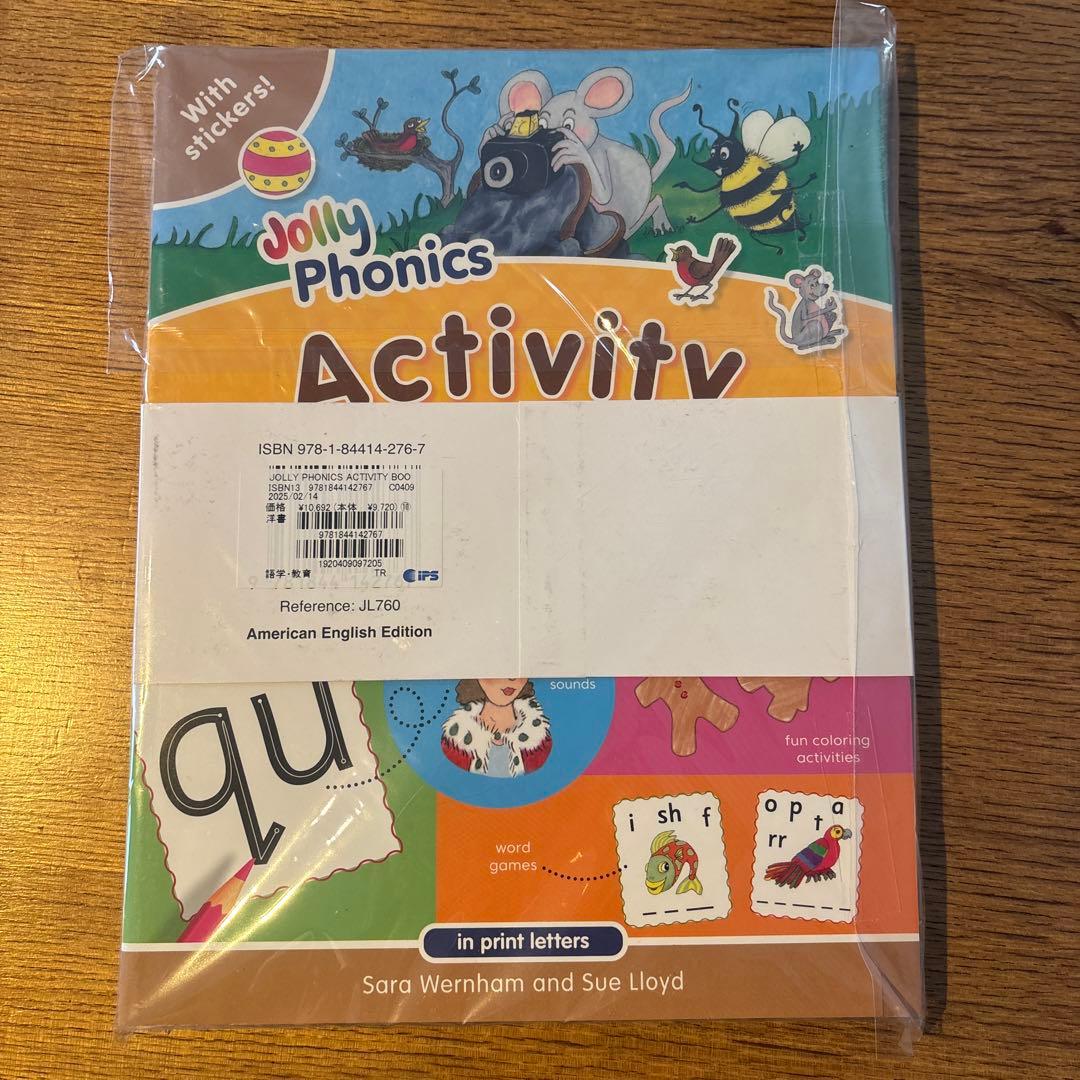 With
stickers!
Jolly
Phonics
Activity
ISBN 978-1-84414-276-7
JOLLY PHONICS ACTIVITY BOO
ISBN13 9781844142767 C0409
2025/02/14
価格 ¥10,692 (本体 ¥9,720) ⑩
洋書
9781844142767
1920409097205
語学・教育 TR iPS
Reference: JL760
American English Edition
qu
sounds
fun coloring
activities
word
games
i sh f
o p t a
rr
in print letters
Sara Wernham and Sue Lloyd